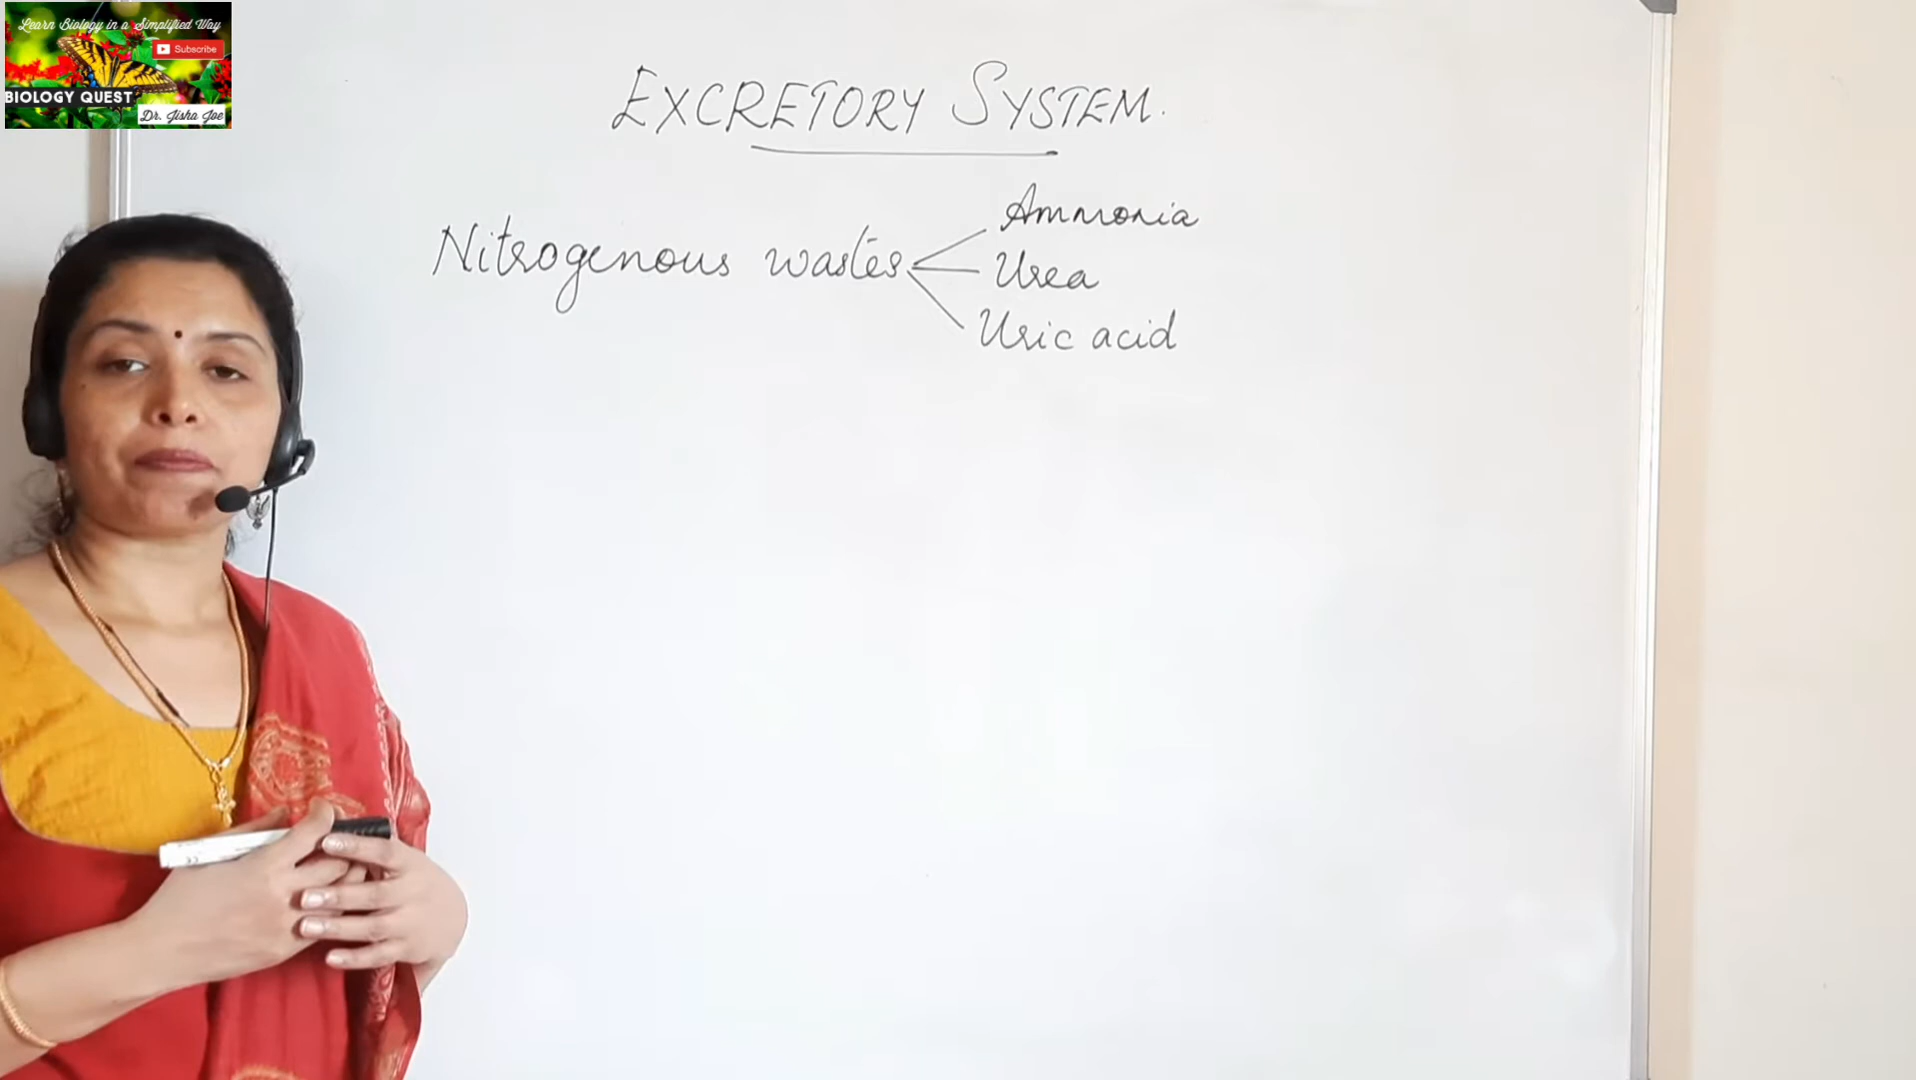 Learn Biology in a Simplified Way
Subscribe
BIOLOGY QUEST
Dr. Jisha Joe
EXCRETORY SYSTEM.
Nitrogenous wastes
Ammonia
Urea
Uric acid